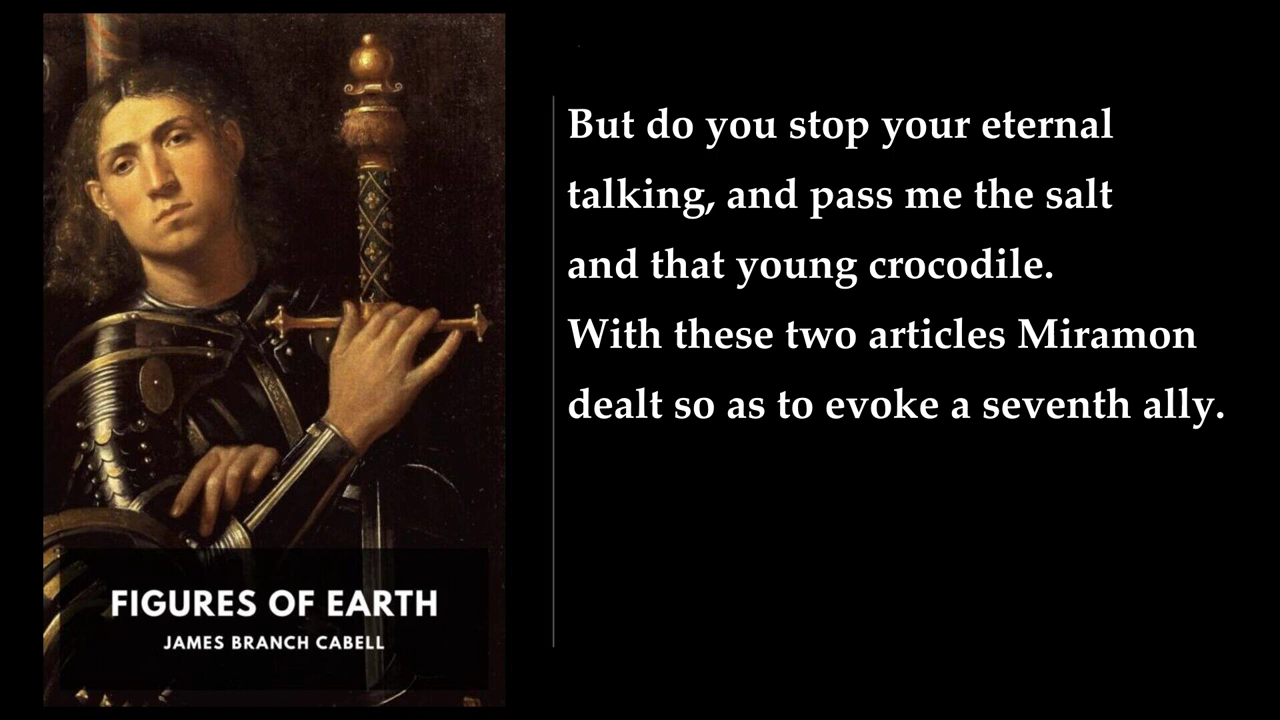 But do you stop your eternal
talking, and pass me the salt
and that young crocodile.
With these two articles Miramon
dealt so as to evoke a seventh ally.
FIGURES OF EARTH
JAMES BRANCH CABELL